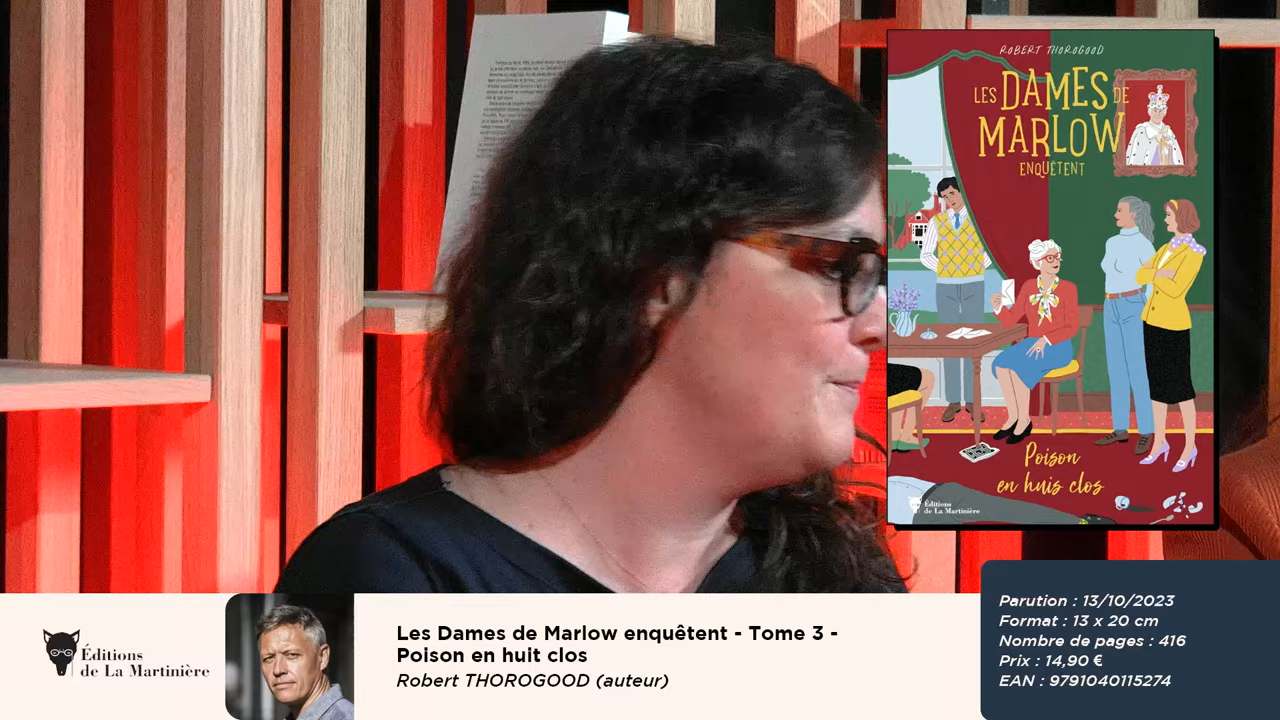 ROBERT THOROGOOD
LES DAMES DE
MARLOW
ENQUÊTENT
Poison
en huis clos
Éditions
de La Martinière
Éditions
de La Martinière
Les Dames de Marlow enquêtent - Tome 3 -
Poison en huit clos
Robert THOROGOOD (auteur)
Parution : 13/10/2023
Format : 13 x 20 cm
Nombre de pages : 416
Prix : 14,90 €
EAN : 9791040115274